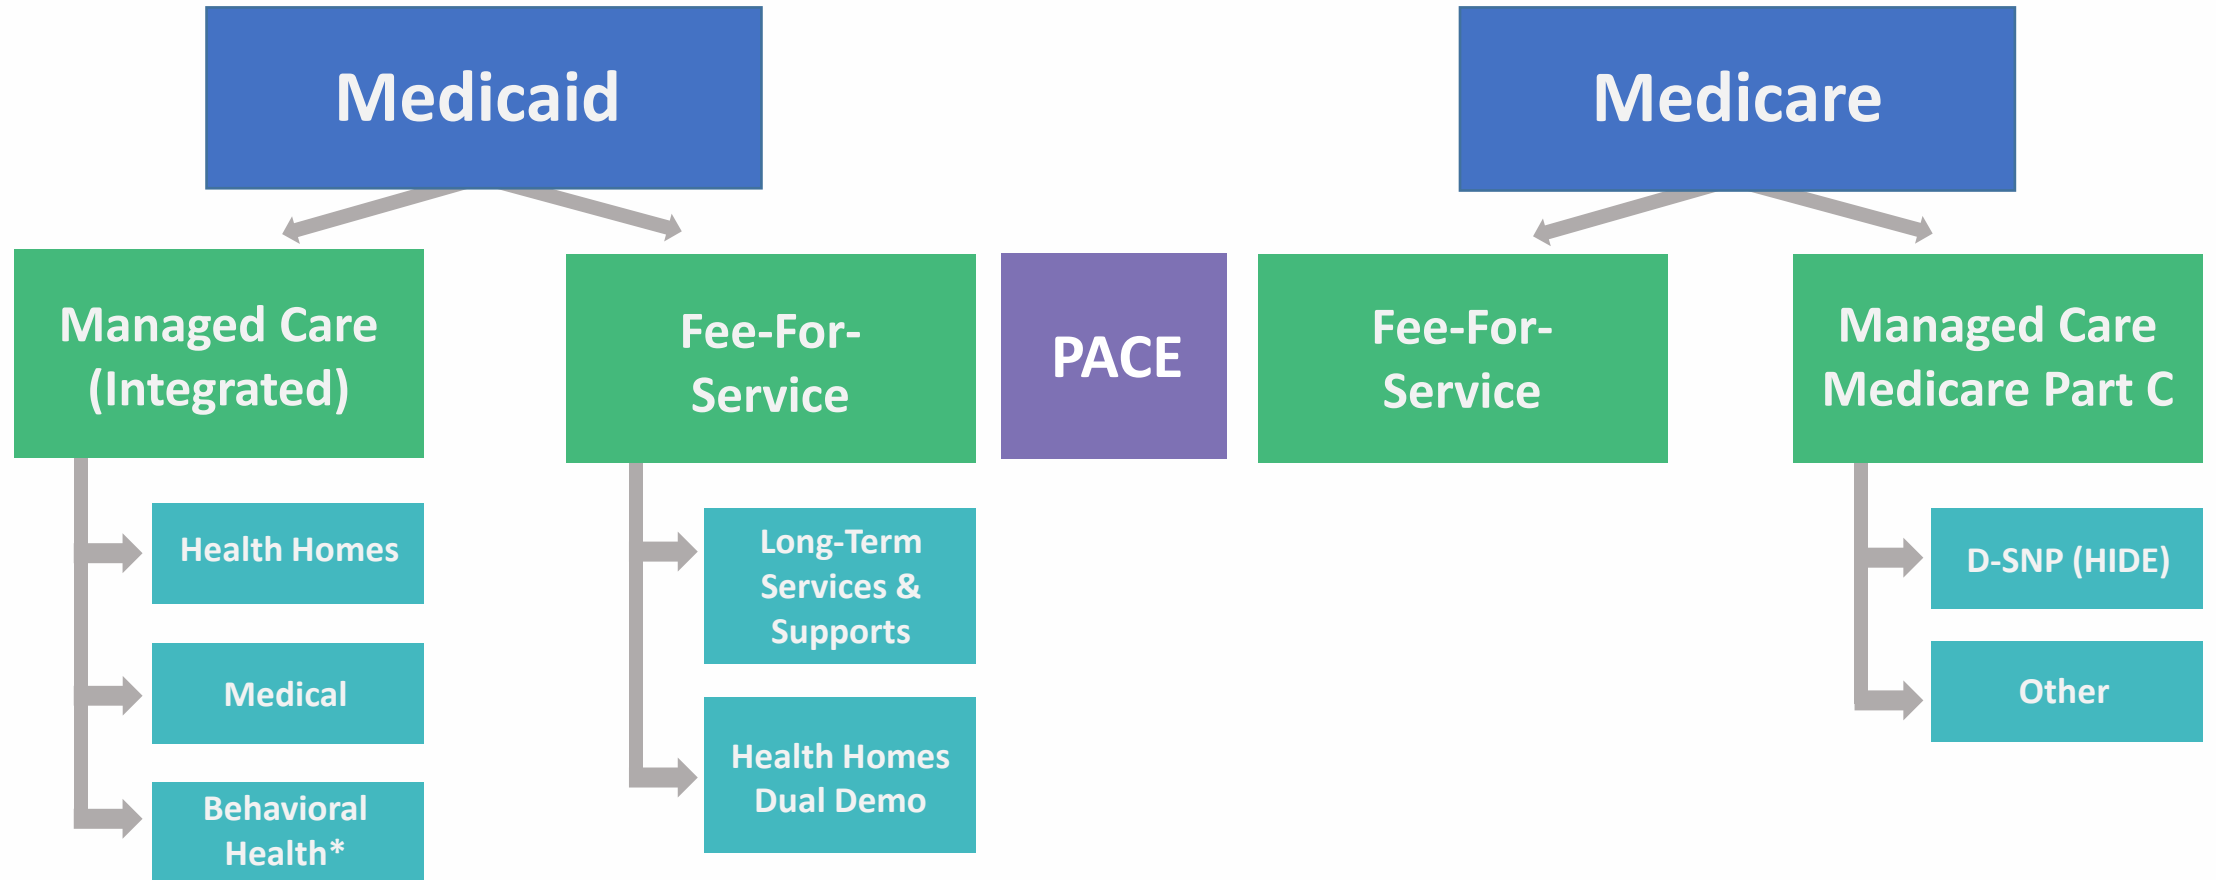 Medicaid
Medicare
Managed Care
(Integrated)
Fee-For-
Service
PACE
Fee-For-
Service
Managed Care
Medicare Part C
Health Homes
Medical
Behavioral
Health*
Long-Term
Services &
Supports
Health Homes
Dual Demo
D-SNP (HIDE)
Other